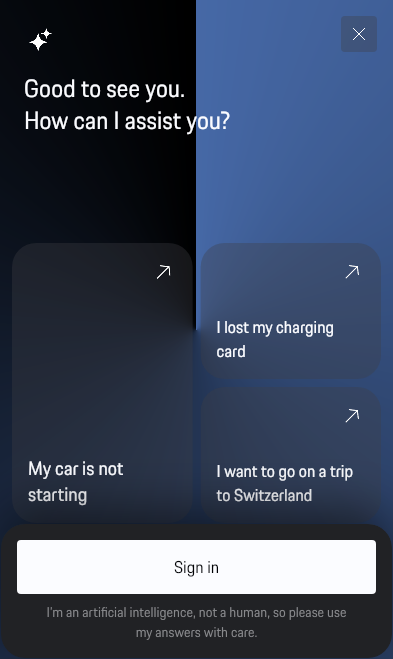 Good to see you.
How can I assist you?
I lost my charging
card
My car is not
starting
I want to go on a trip
to Switzerland
Sign in
I'm an artificial intelligence, not a human, so please use
my answers with care.